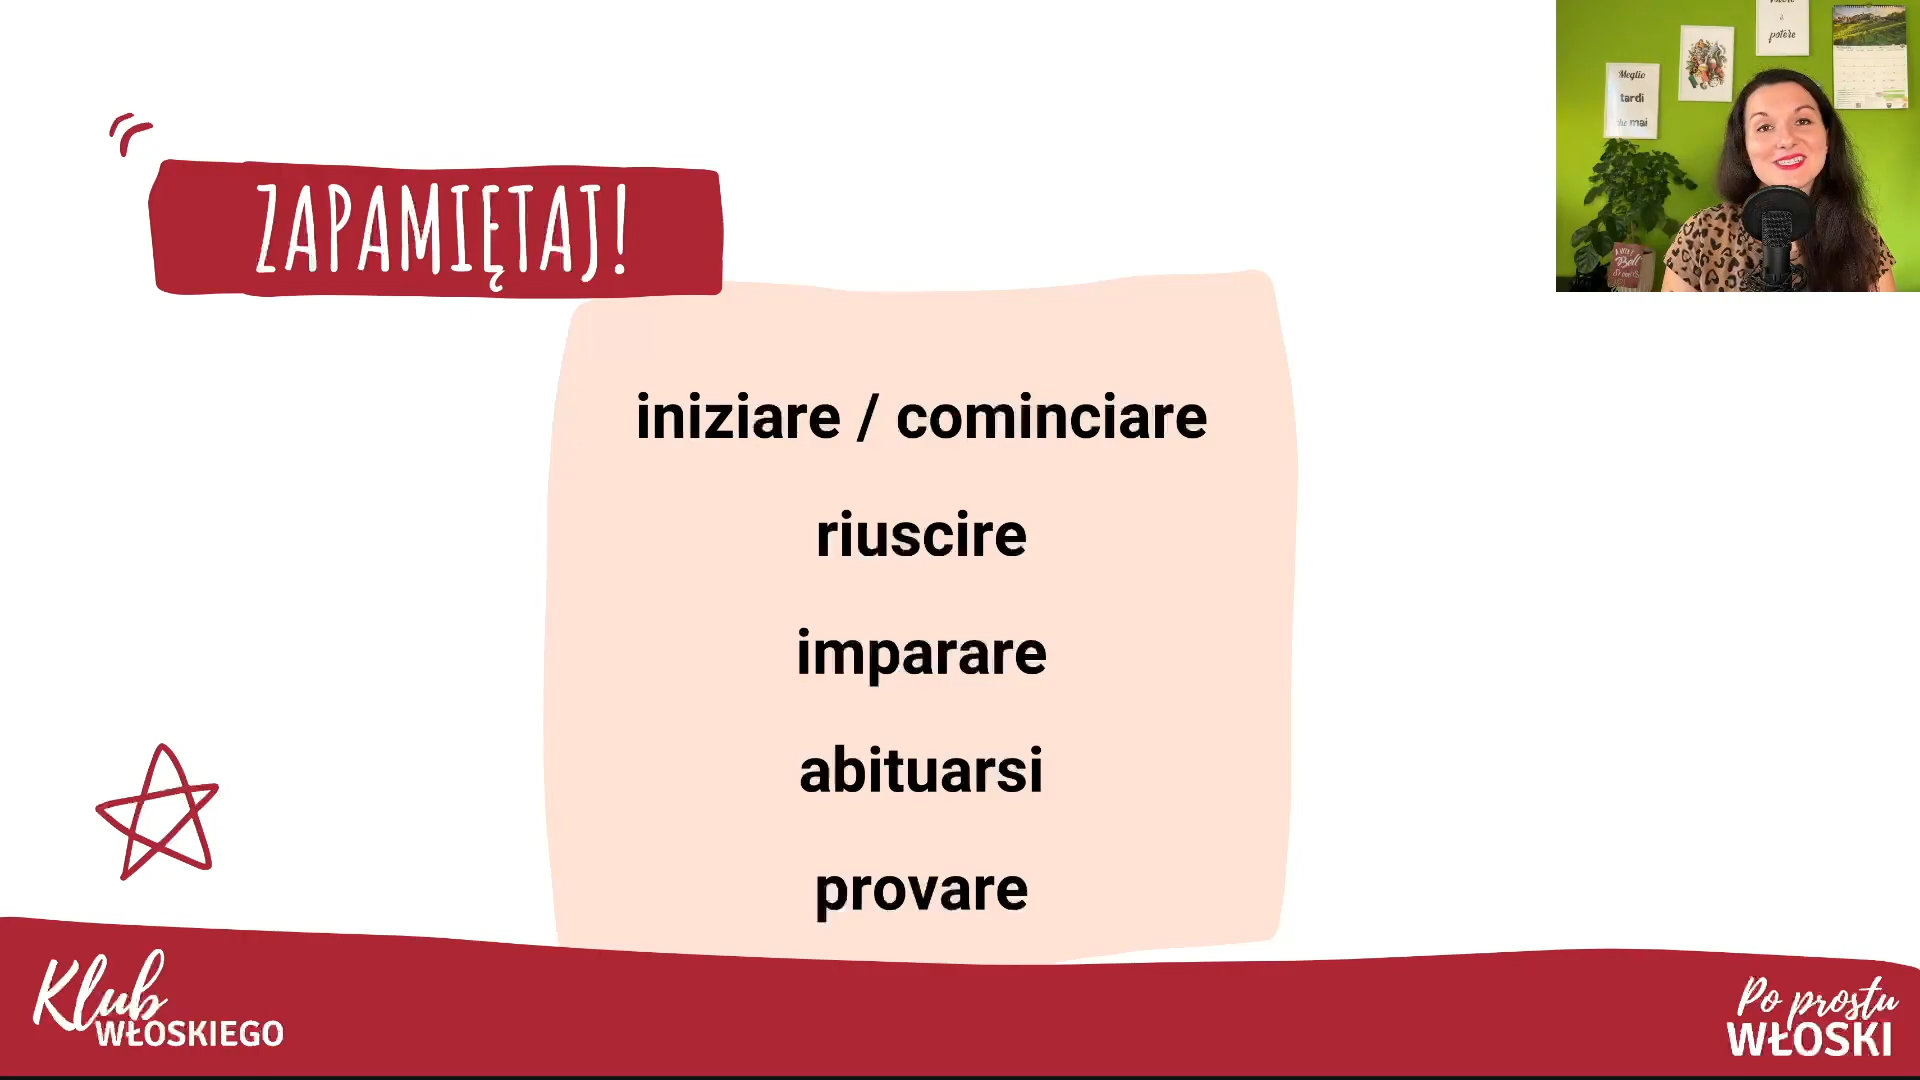 ZAPAMIĘTAJ!
iniziare / cominciare
riuscire
imparare
abituarsi
provare
Klub
WŁOSKIEGO
Po prostu
WŁOSKI
è
potere
Meglio
tardi
che mai